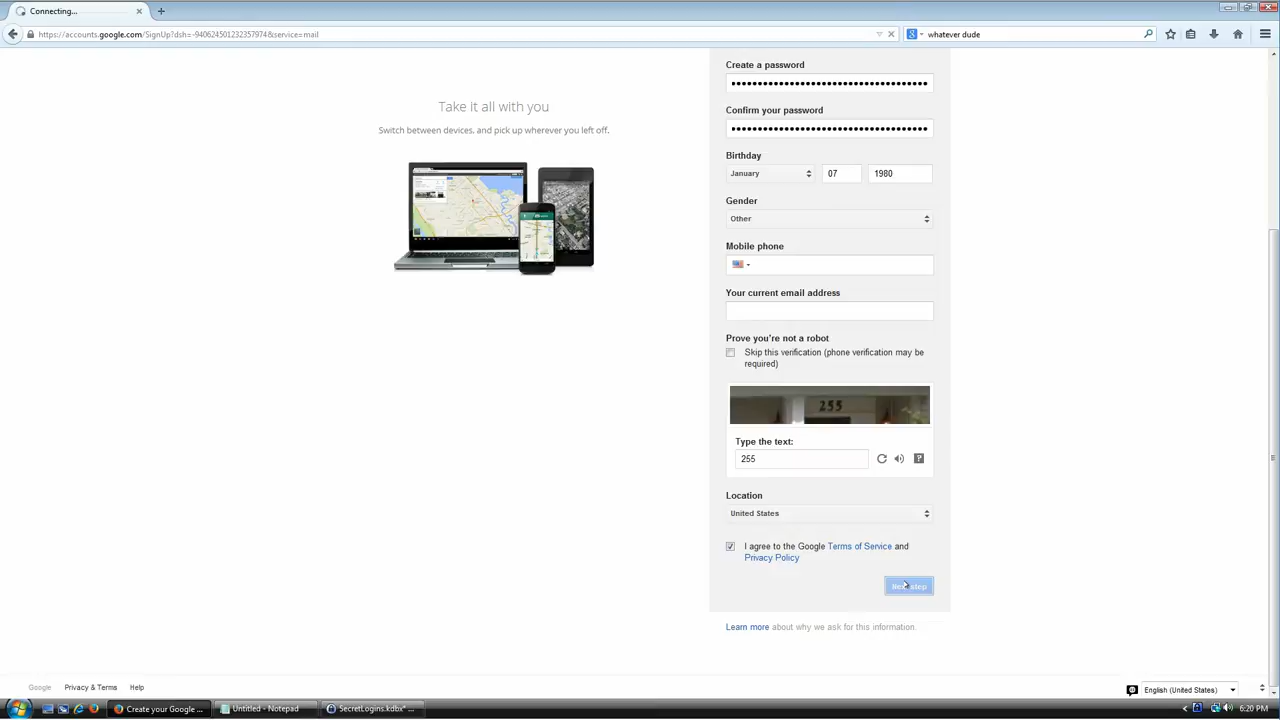 Connecting...
https://accounts.google.com/SignUp?dsh=-940624501232357974&service=mail
whatever dude
Create a password
Take it all with you
Confirm your password
Switch between devices, and pick up wherever you left off.
Birthday
January
07
1980
Gender
Other
Mobile phone
Your current email address
Prove you're not a robot
Skip this verification (phone verification may be
required)
255
Type the text:
255
Location
United States
I agree to the Google Terms of Service and
Privacy Policy
Next step
Learn more about why we ask for this information.
Google
Privacy & Terms
Help
English (United States)
Create your Google ...
Untitled - Notepad
SecretLogins.kdbx* ...
6:20 PM